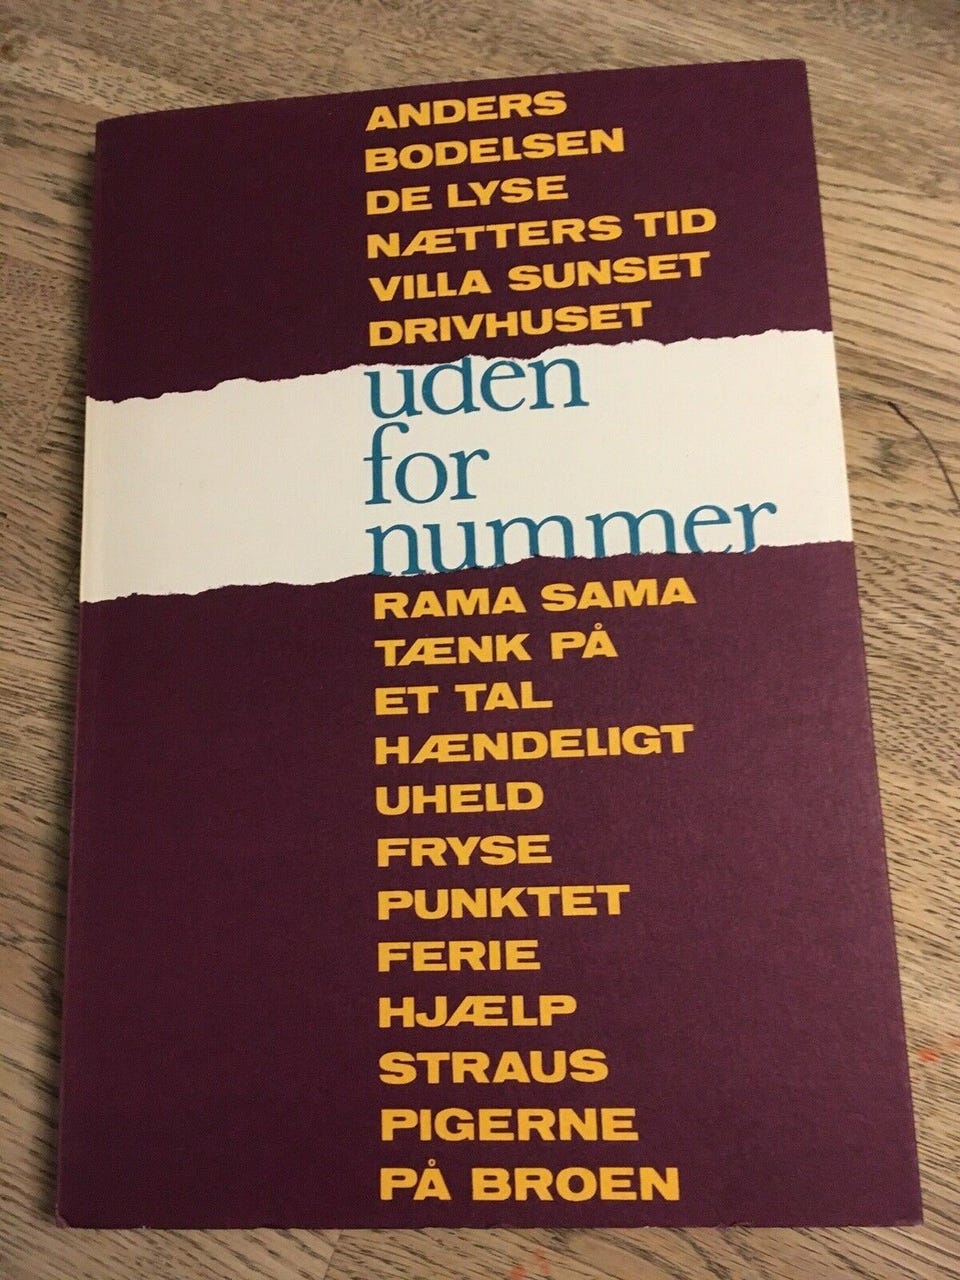 ANDERS
BODELSEN
DE LYSE
NÆTTERS TID
VILLA SUNSET
DRIVHUSET
uden
for
nummer
RAMA SAMA
TÆNK PÅ
ET TAL
HÆNDELIGT
UHELD
FRYSE
PUNKTET
FERIE
HJÆLP
STRAUS
PIGERNE
PÅ BROEN